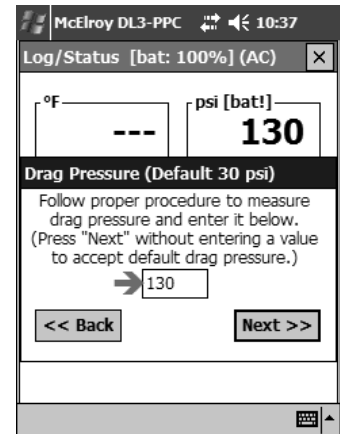 McElroy DL3-PPC 10:37
Log/Status [bat: 100%] (AC)
°F
psi [bat!]
---
130
Drag Pressure (Default 30 psi)
Follow proper procedure to measure
drag pressure and enter it below.
(Press "Next" without entering a value
to accept default drag pressure.)
130
<< Back
Next >>